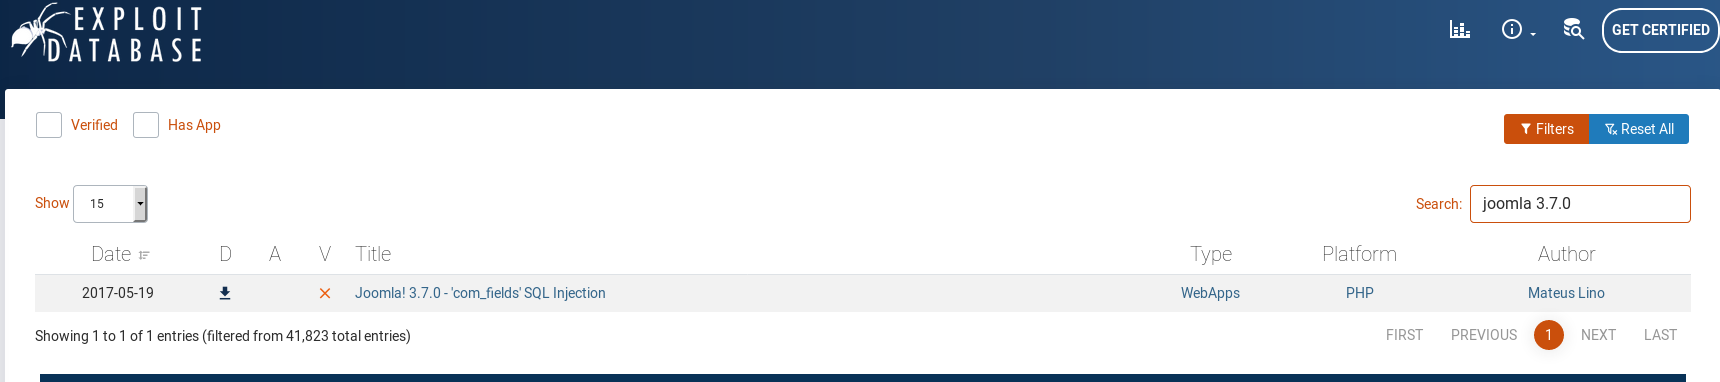 EXPLOIT
DATABASE
GET CERTIFIED
Verified Has App
Filters Reset All
Show 15
Search: joomla 3.7.0
Date D A V Title Type Platform Author
2017-05-19 Joomla! 3.7.0 - 'com_fields' SQL Injection WebApps PHP Mateus Lino
Showing 1 to 1 of 1 entries (filtered from 41,823 total entries)
FIRST PREVIOUS 1 NEXT LAST